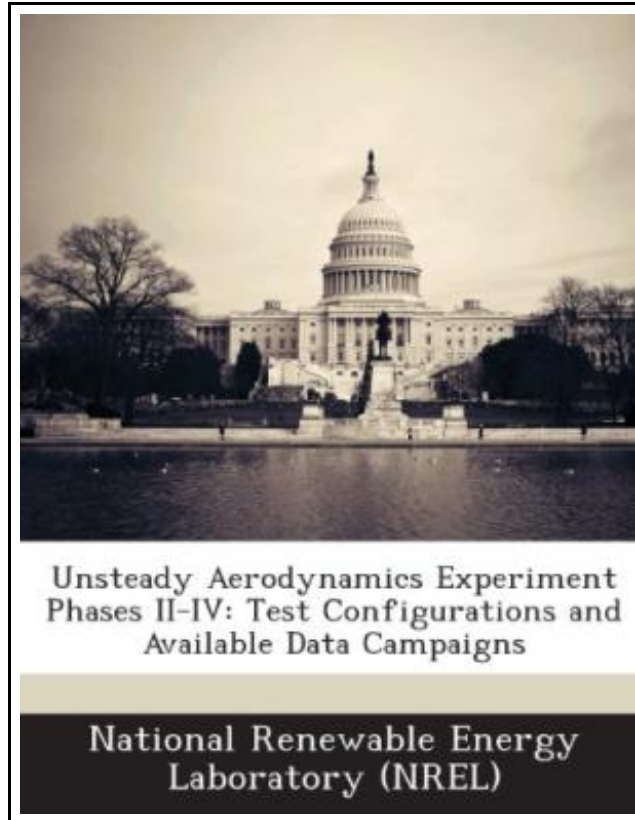 Unsteady Aerodynamics Experiment
Phases II-IV: Test Configurations and
Available Data Campaigns
National Renewable Energy
Laboratory (NREL)